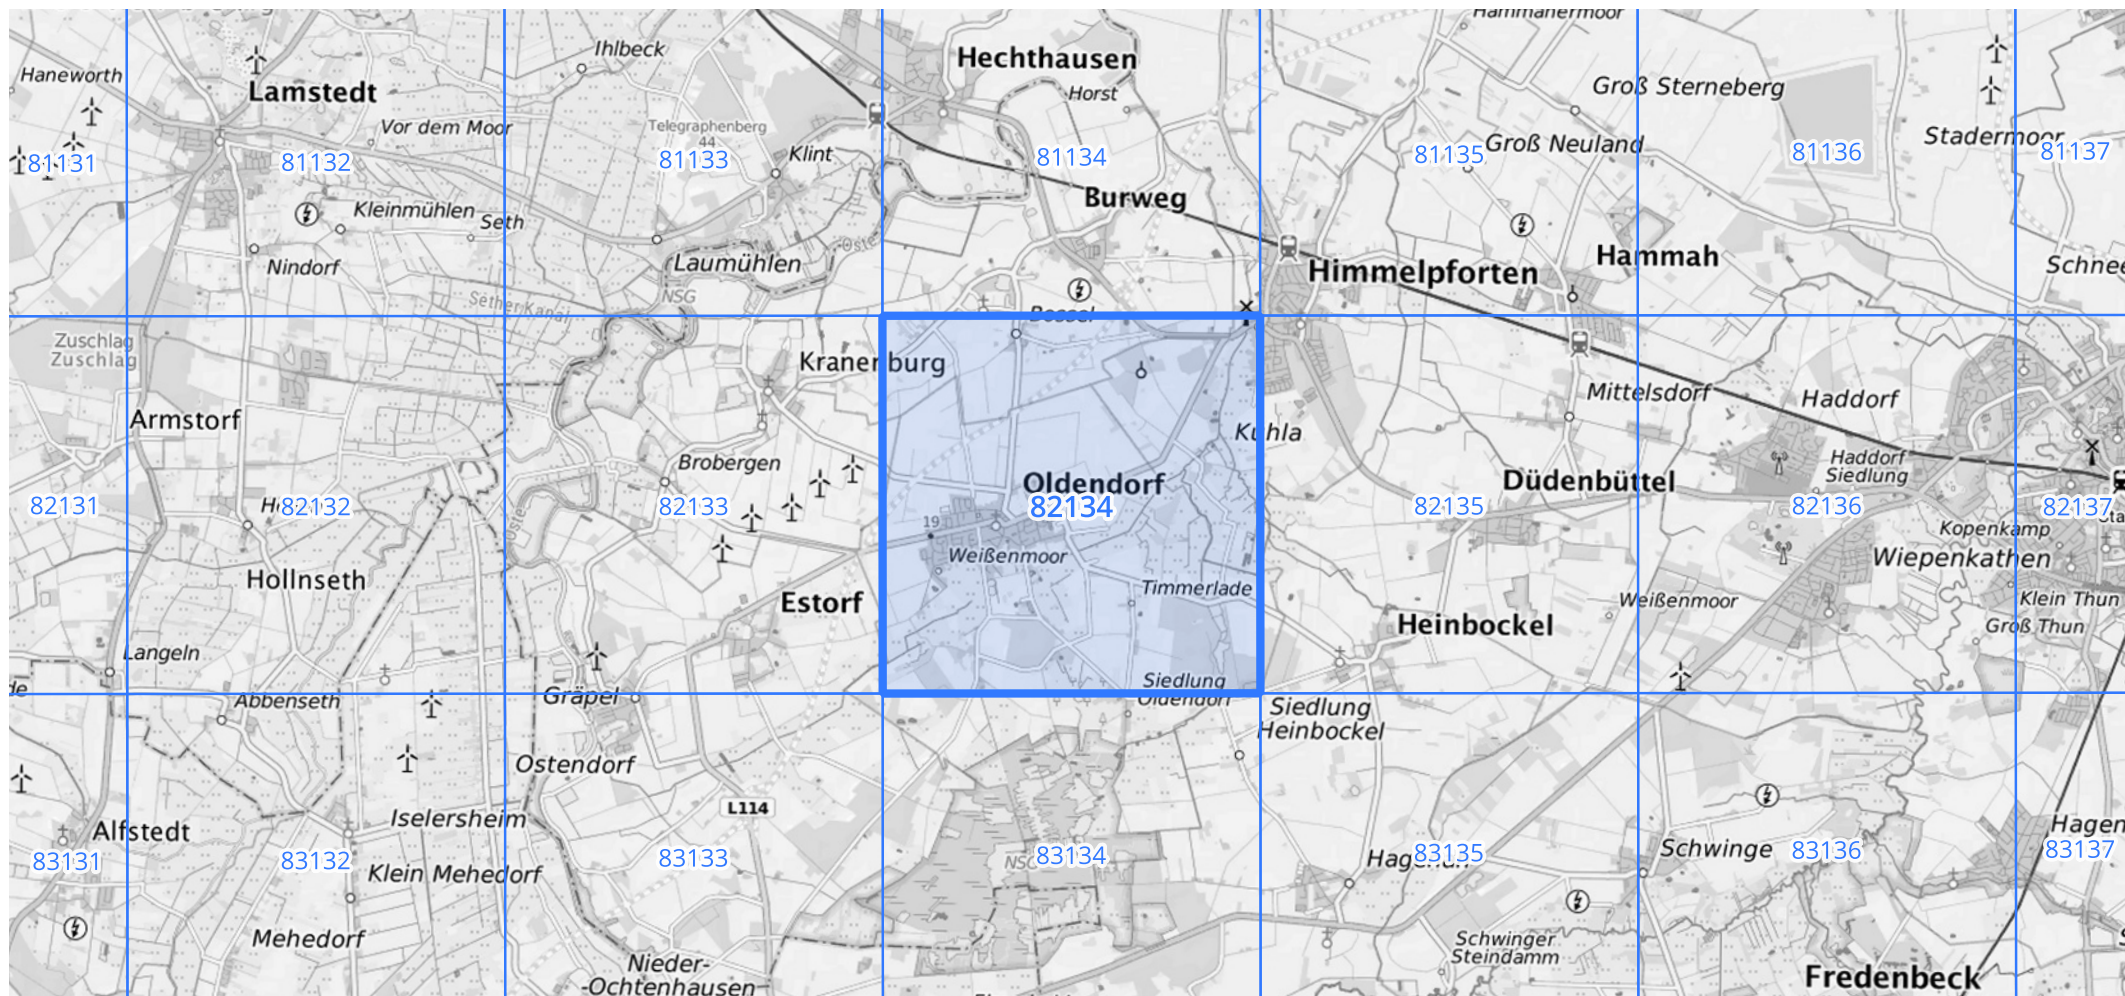 Hammahermoor
Ihlbeck
Hechthausen
Haneworth
Lamstedt
Horst
Groß Sterneberg
Vor dem Moor
Telegraphenberg
44
Klint
Groß Neuland
Stadermoor
81131
81132
81133
81134
81135
81136
81137
Kleinmühlen
Seth
Burweg
Oste
Nindorf
Laumühlen
Himmelpforten
Hammah
Schnee
NSG
Sether Kanal
Bossel
Zuschlag
Zuschlag
Kranenburg
Mittelsdorf
Haddorf
Armstorf
Kuhla
Brobergen
Oldendorf
Düdenbüttel
Haddorf
Siedlung
82131
82132
82133
82134
82135
82136
82137
Oste
19
Kopenkamp
Weißenmoor
Wiepenkathen
Hollnseth
Estorf
Timmerlade
Weißenmoor
Klein Thun
Heinbockel
Groß Thun
Langeln
de
Siedlung
Oldendorf
Abbenseth
Gräpel
Siedlung
Heinbockel
Ostendorf
L114
Iselersheim
Alfstedt
Hagen
Schwinge
83131
83132
83133
NSG
83134
83135
83136
83137
Klein Mehedorf
Mehedorf
Schwinger
Steindamm
Nieder-
-Ochtenhausen
Fredenbeck